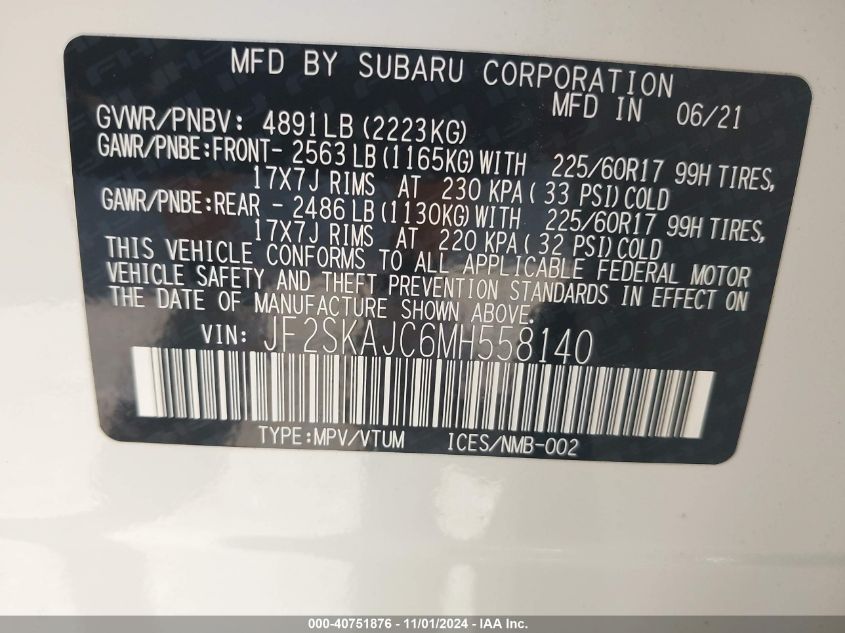 MFD BY SUBARU CORPORATION
MFD IN 06/21
GVWR/PNBV: 4891LB (2223KG)
GAWR/PNBE:FRONT- 2563 LB (1165KG) WITH 225/60R17 99H TIRES,
17X7J RIMS AT 230 KPA ( 33 PSI) COLD
GAWR/PNBE:REAR - 2486 LB (1130KG) WITH 225/60R17 99H TIRES,
17X7J RIMS AT 220 KPA ( 32 PSI) COLD
THIS VEHICLE CONFORMS TO ALL APPLICABLE FEDERAL MOTOR
VEHICLE SAFETY AND THEFT PREVENTION STANDARDS IN EFFECT ON
THE DATE OF MANUFACTURE SHOWN ABOVE.
VIN: JF2SKAJC6MH558140
TYPE:MPV/VTUM ICES/NMB-002
000-40751876 - 11/01/2024 - IAA Inc.